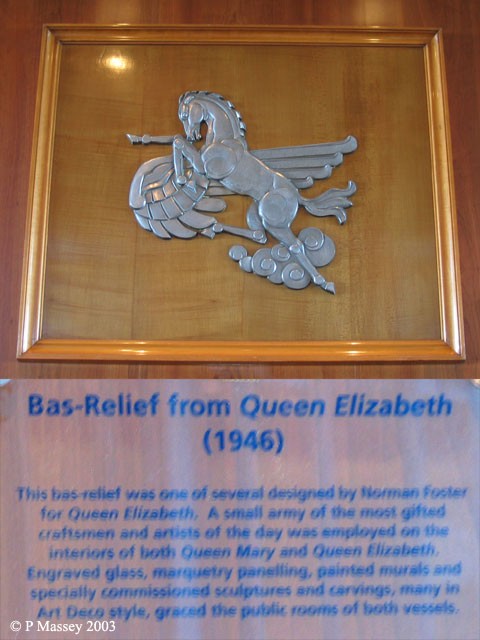 Bas-Relief from Queen Elizabeth
(1946)
This bas-relief was one of several designed by Norman Foster
for Queen Elizabeth. A small army of the most gifted
craftsmen and artists of the day was employed on the
interiors of both Queen Mary and Queen Elizabeth.
Engraved glass, marquetry panelling, painted murals and
specially commissioned sculptures and carvings, many in
Art Deco style, graced the public rooms of both vessels.
© P Massey 2003